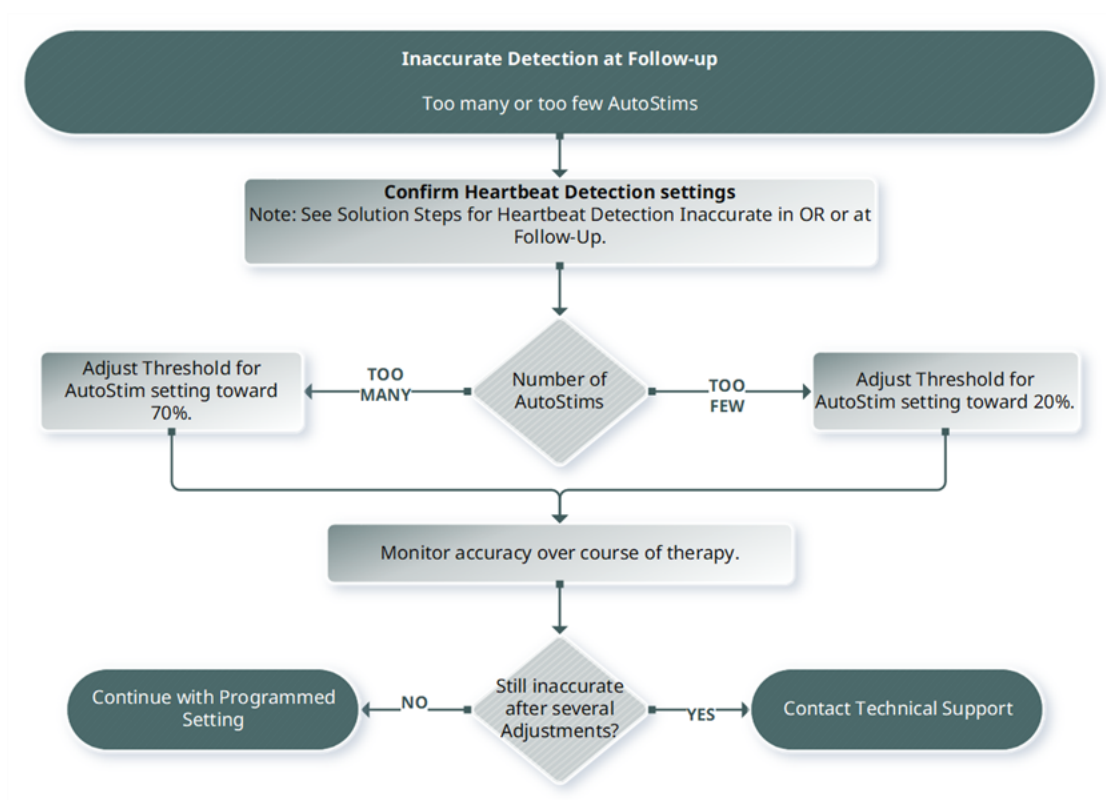 Inaccurate Detection at Follow-up
Too many or too few AutoStims
Confirm Heartbeat Detection settings
Note: See Solution Steps for Heartbeat Detection Inaccurate in OR or at
Follow-Up.
Number of
AutoStims
TOO
MANY
Adjust Threshold for
AutoStim setting toward
70%.
TOO
FEW
Adjust Threshold for
AutoStim setting toward 20%.
Monitor accuracy over course of therapy.
Still inaccurate
after several
Adjustments?
NO
Continue with Programmed
Setting
YES
Contact Technical Support